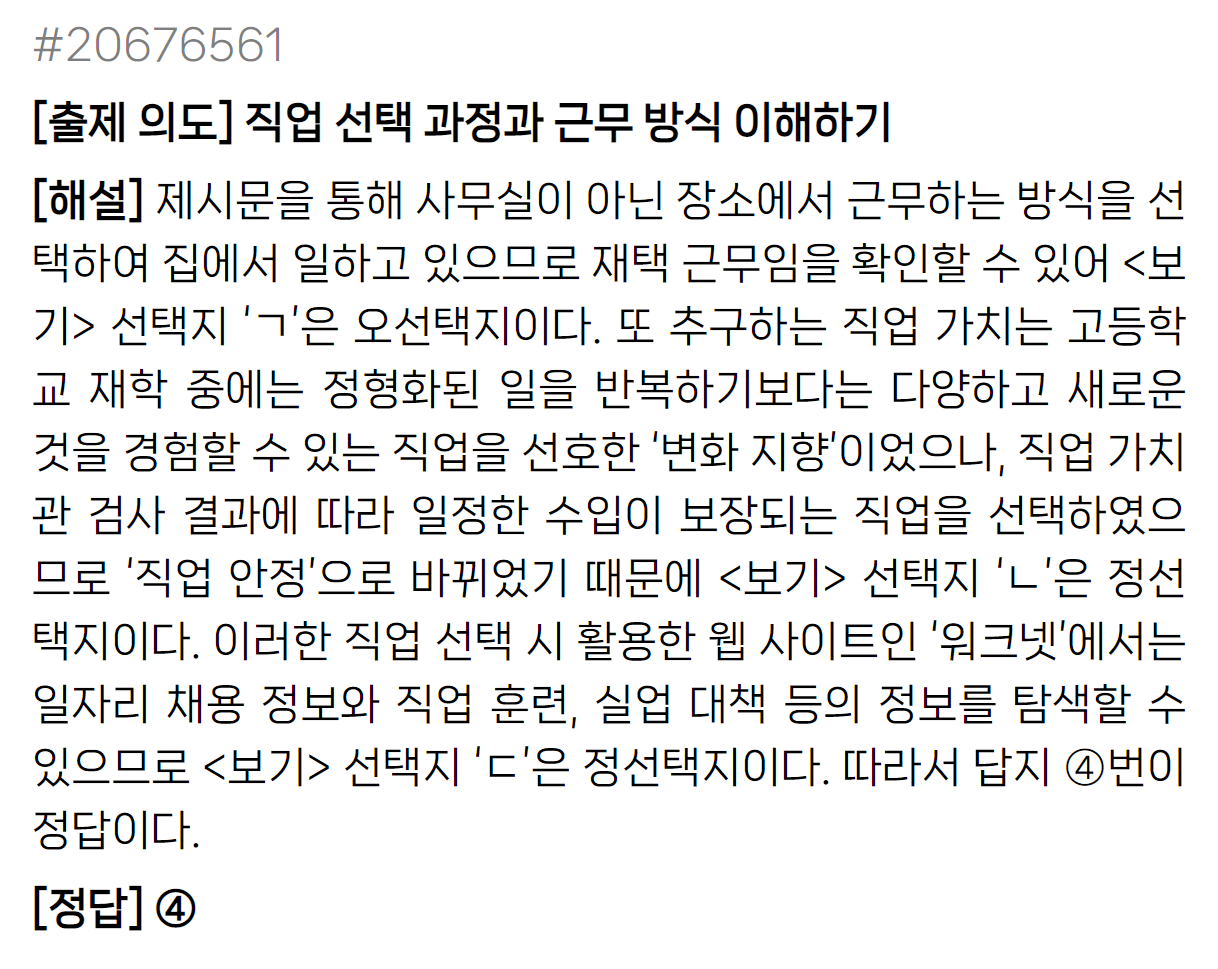 #20676561
[출제 의도] 직업 선택 과정과 근무 방식 이해하기
[해설] 제시문을 통해 사무실이 아닌 장소에서 근무하는 방식을 선
택하여 집에서 일하고 있으므로 재택 근무임을 확인할 수 있어 <보
기> 선택지 ‘ㄱ’은 오선택지이다. 또 추구하는 직업 가치는 고등학
교 재학 중에는 정형화된 일을 반복하기보다는 다양하고 새로운
것을 경험할 수 있는 직업을 선호한 ‘변화 지향’이었으나, 직업 가치
관 검사 결과에 따라 일정한 수입이 보장되는 직업을 선택하였으
므로 ‘직업 안정’으로 바뀌었기 때문에 <보기> 선택지 ‘ㄴ’은 정선
택지이다. 이러한 직업 선택 시 활용한 웹 사이트인 ‘워크넷’에서는
일자리 채용 정보와 직업 훈련, 실업 대책 등의 정보를 탐색할 수
있으므로 <보기> 선택지 ‘ㄷ’은 정선택지이다. 따라서 답지 ④번이
정답이다.
[정답] ④